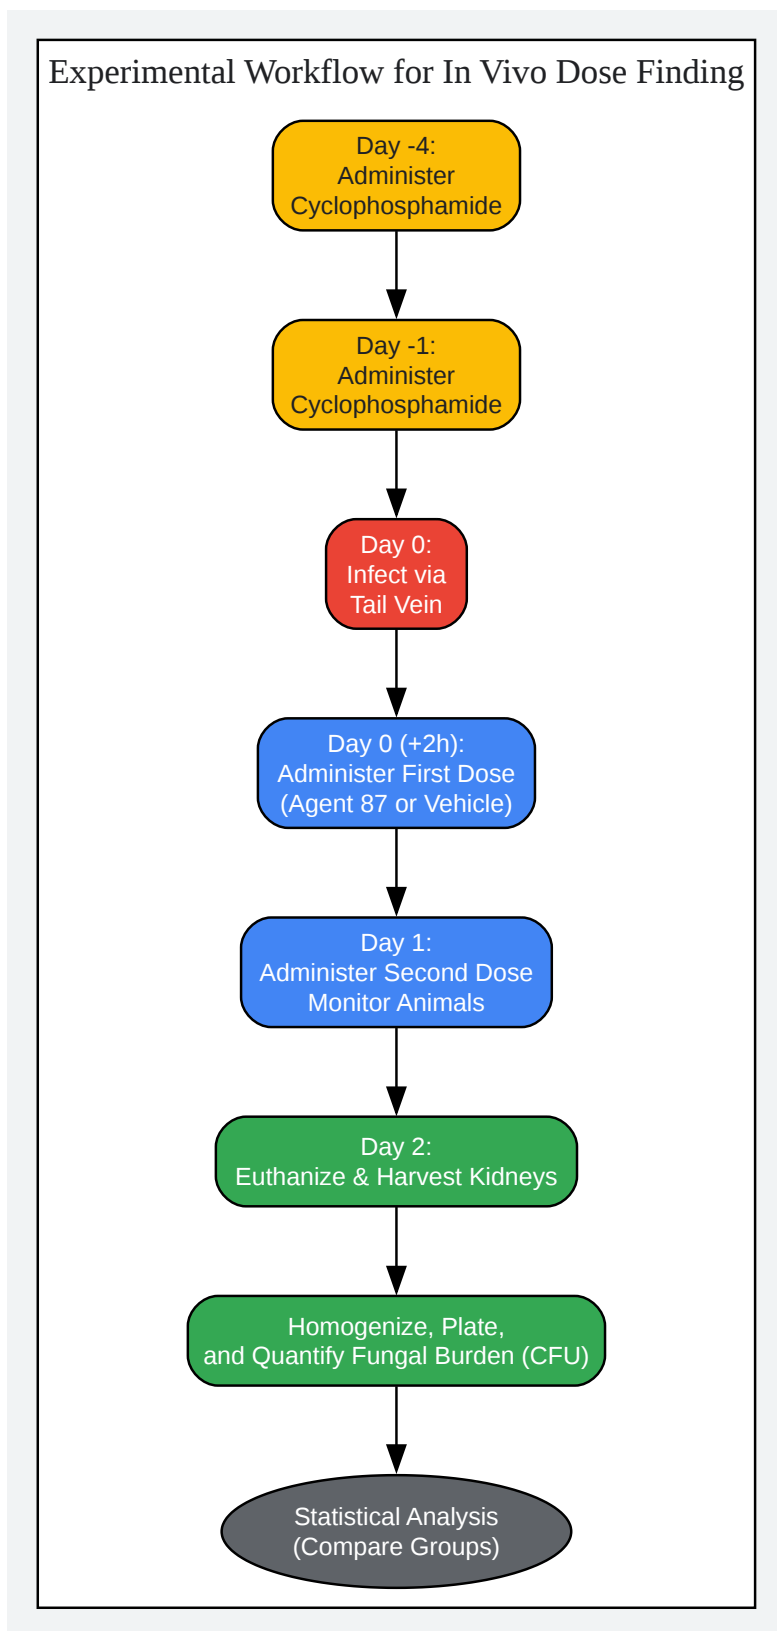 Experimental Workflow for In Vivo Dose Finding
Day -4:
Administer
Cyclophosphamide
Day -1:
Administer
Cyclophosphamide
Day 0:
Infect via
Tail Vein
Day 0 (+2h):
Administer First Dose
(Agent 87 or Vehicle)
Day 1:
Administer Second Dose
Monitor Animals
Day 2:
Euthanize & Harvest Kidneys
Homogenize, Plate,
and Quantify Fungal Burden (CFU)
Statistical Analysis
(Compare Groups)